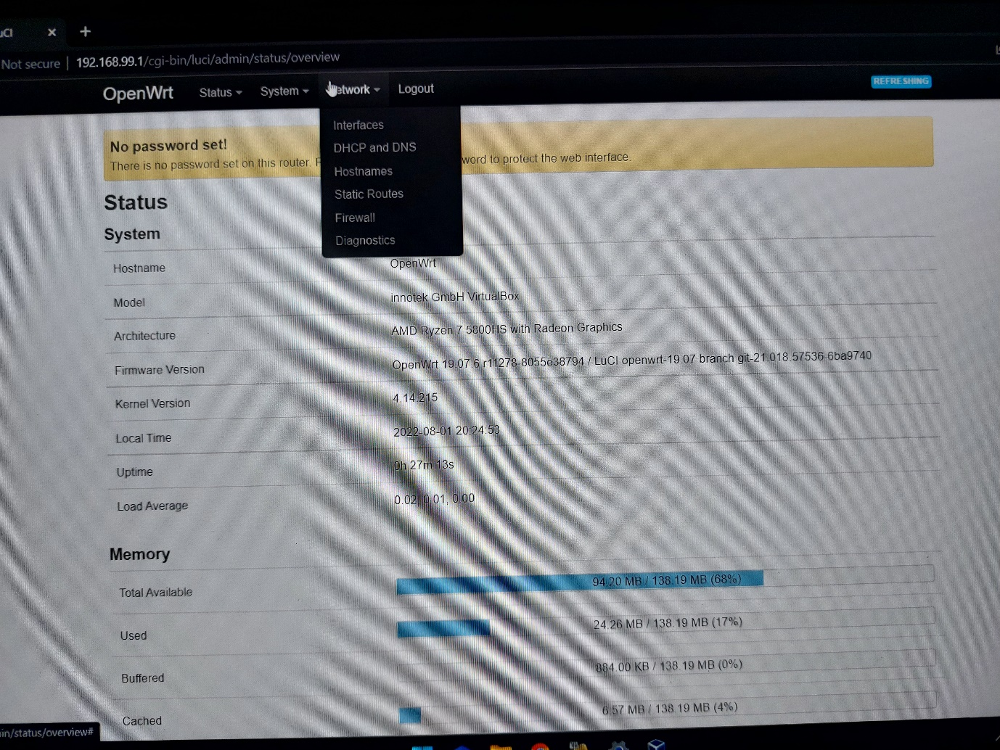 uCI
Not secure 192.168.99.1/cgi-bin/luci/admin/status/overview
OpenWrt Status System etwork Logout REFRESHING
Interfaces
DHCP and DNS
Hostnames
Static Routes
Firewall
Diagnostics
No password set!
There is no password set on this router. word to protect the web interface.
Status
System
Hostname OpenWrt
Model innotek GmbH VirtualBox
Architecture AMD Ryzen 7 5800HS with Radeon Graphics
Firmware Version OpenWrt 19.07.6 r11278-8055e38794 / LuCI openwrt-19.07 branch git-21.018.57536-6ba9740
Kernel Version 4.14.215
Local Time 2022-08-01 20:24:53
Uptime 0h 27m 13s
Load Average 0.02, 0.01, 0.00
Memory
Total Available 94.20 MB / 138.19 MB (68%)
Used 24.26 MB / 138.19 MB (17%)
Buffered 884.00 KB / 138.19 MB (0%)
Cached 6.57 MB / 138.19 MB (4%)
in/status/overview#